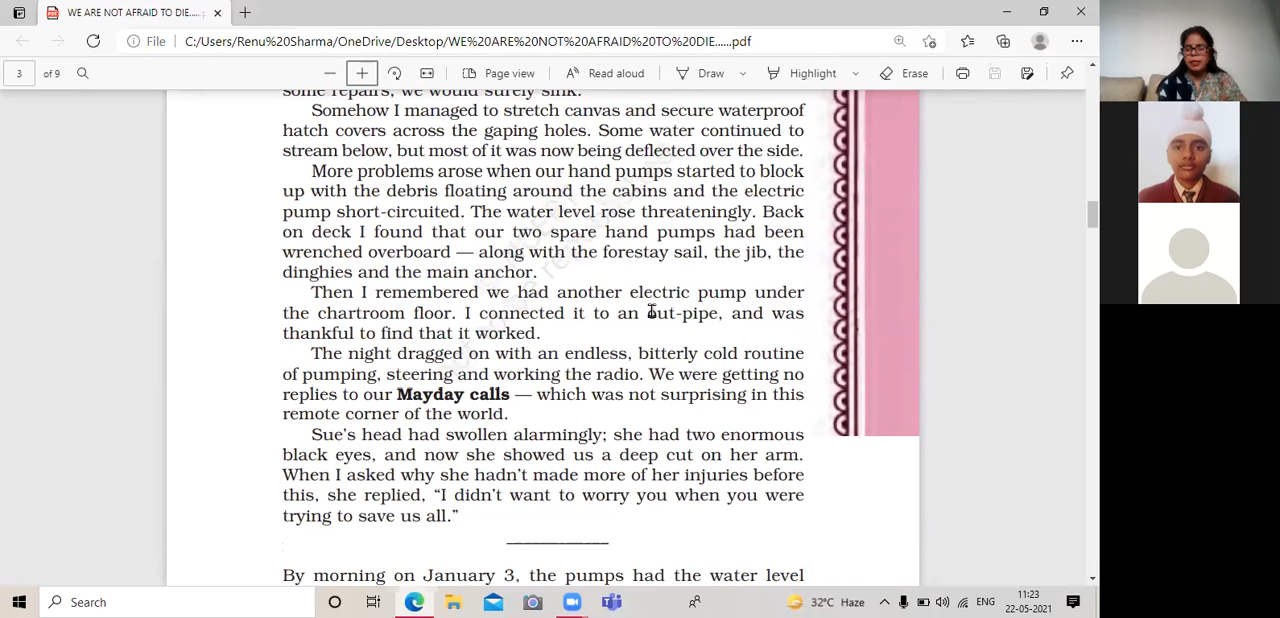 WE ARE NOT AFRAID TO DIE.....p
File
C:/Users/Renu%20Sharma/OneDrive/Desktop/WE%20ARE%20NOT%20AFRAID%20TO%20DIE......pdf
3 of 9
Page view
Read aloud
Draw
Highlight
Erase
some repairs, we would surely sink.
Somehow I managed to stretch canvas and secure waterproof
hatch covers across the gaping holes. Some water continued to
stream below, but most of it was now being deflected over the side.
More problems arose when our hand pumps started to block
up with the debris floating around the cabins and the electric
pump short-circuited. The water level rose threateningly. Back
on deck I found that our two spare hand pumps had been
wrenched overboard — along with the forestay sail, the jib, the
dinghies and the main anchor.
Then I remembered we had another electric pump under
the chartroom floor. I connected it to an out-pipe, and was
thankful to find that it worked.
The night dragged on with an endless, bitterly cold routine
of pumping, steering and working the radio. We were getting no
replies to our Mayday calls — which was not surprising in this
remote corner of the world.
Sue's head had swollen alarmingly; she had two enormous
black eyes, and now she showed us a deep cut on her arm.
When I asked why she hadn't made more of her injuries before
this, she replied, “I didn't want to worry you when you were
trying to save us all.”
By morning on January 3, the pumps had the water level
Search
32°C Haze
ENG
11:23
22-05-2021